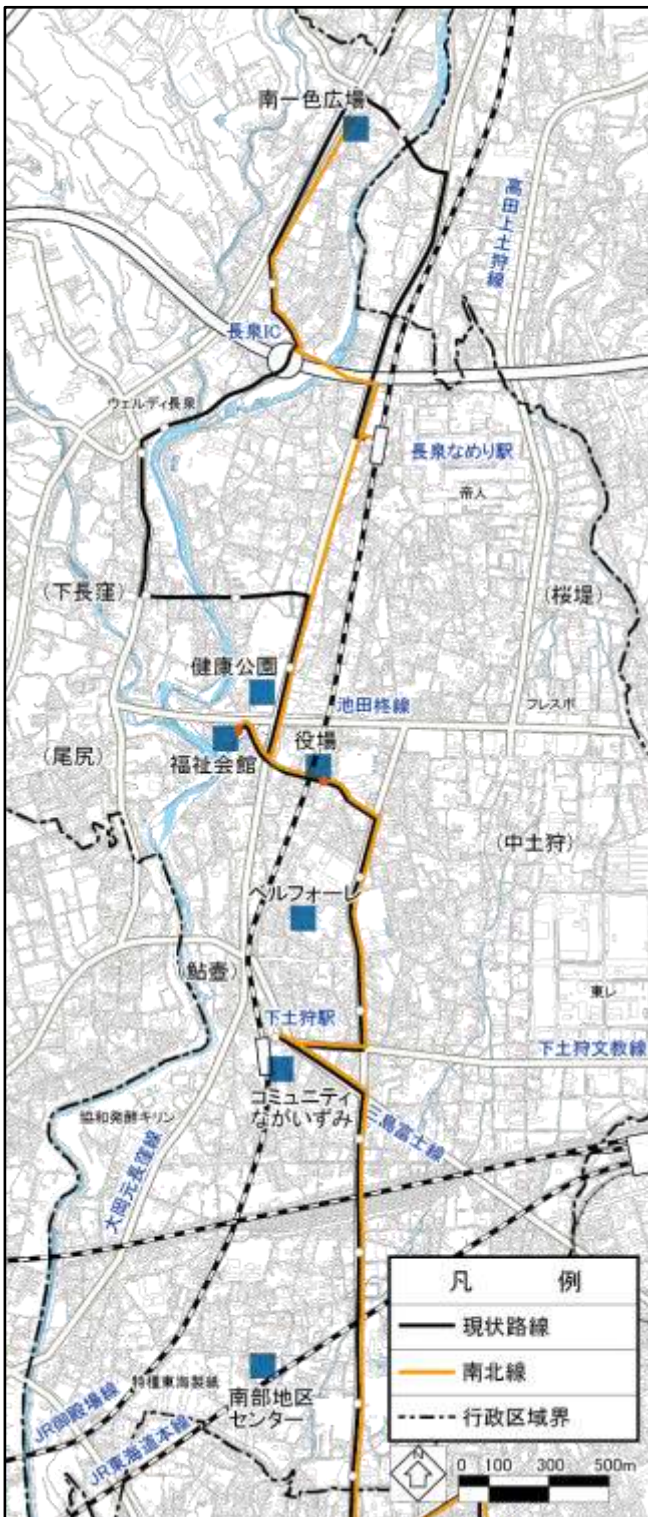 南一色広場
高田上土狩線
長泉IC
ウェルディ長泉
長泉なめり駅
帝人
(下長窪)
(桜堤)
健康公園
池田柊線
フレスポ
役場
(尾尻)
福祉会館
(中土狩)
ベルフォーレ
(鮎壺)
東レ
下土狩駅
下土狩文教線
コミュニティ
ながいずみ
三島富士線
協和発酵キリン
大岡元長窪線
凡 例
現状路線
南北線
行政区域界
特種東海製紙
南部地区
センター
JR御殿場線
JR東海道本線
N
0 100 300 500m